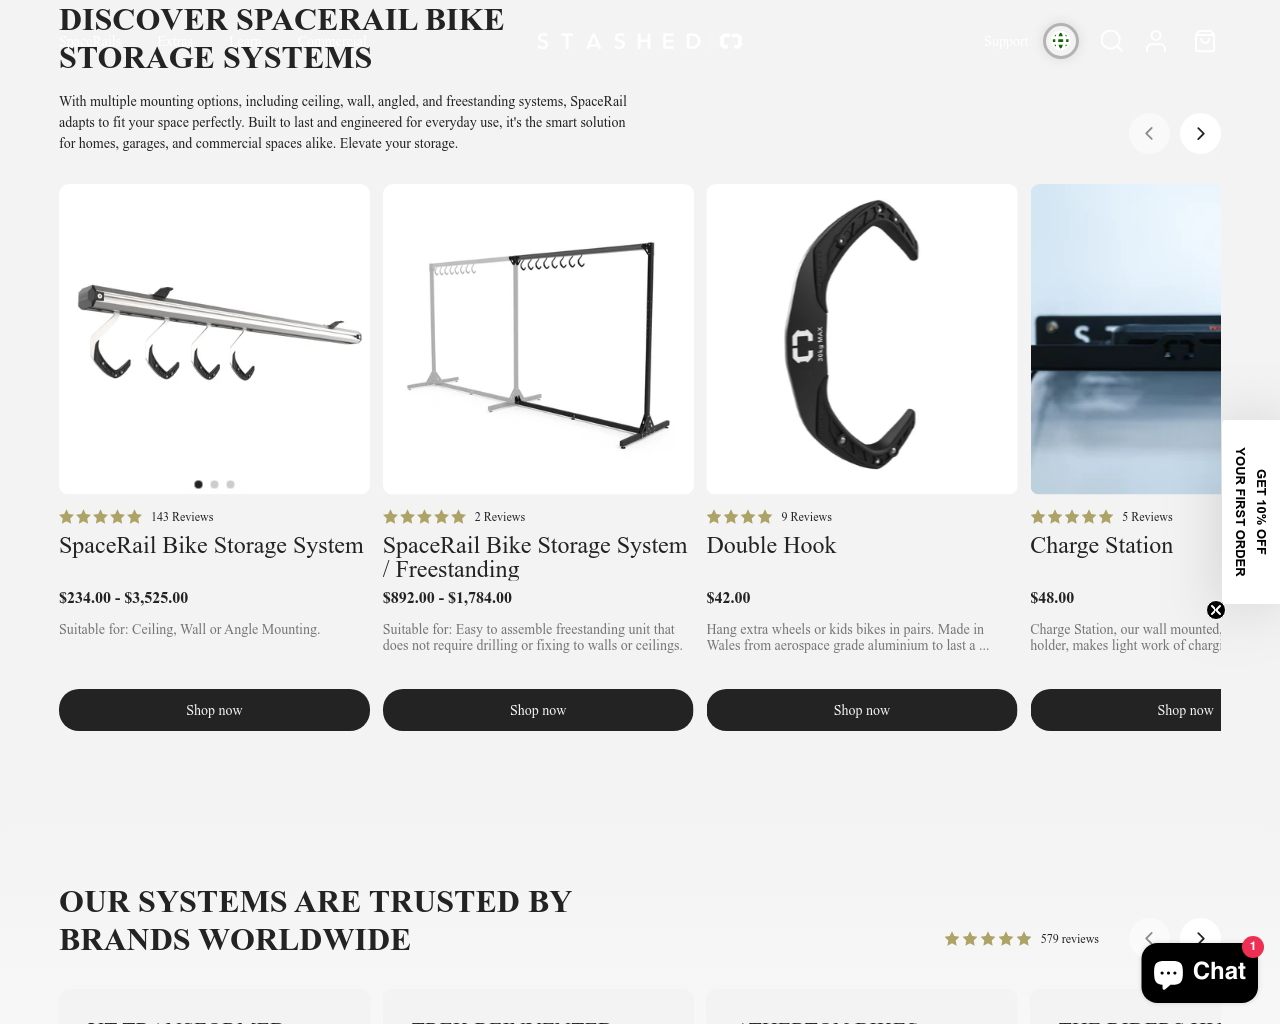 DISCOVER SPACERAIL BIKE
STORAGE SYSTEMS
STASHED
Support
With multiple mounting options, including ceiling, wall, angled, and freestanding systems, SpaceRail
adapts to fit your space perfectly. Built to last and engineered for everyday use, it's the smart solution
for homes, garages, and commercial spaces alike. Elevate your storage.
30kg MAX
143 Reviews
SpaceRail Bike Storage System
$234.00 - $3,525.00
Suitable for: Ceiling, Wall or Angle Mounting.
Shop now
2 Reviews
SpaceRail Bike Storage System
/ Freestanding
$892.00 - $1,784.00
Suitable for: Easy to assemble freestanding unit that
does not require drilling or fixing to walls or ceilings.
Shop now
9 Reviews
Double Hook
$42.00
Hang extra wheels or kids bikes in pairs. Made in
Wales from aerospace grade aluminium to last a ...
Shop now
5 Reviews
Charge Station
$48.00
Charge Station, our wall mounted,
holder, makes light work of
Shop now
GET 10% OFF
YOUR FIRST ORDER
OUR SYSTEMS ARE TRUSTED BY
BRANDS WORLDWIDE
579 reviews
Chat
1